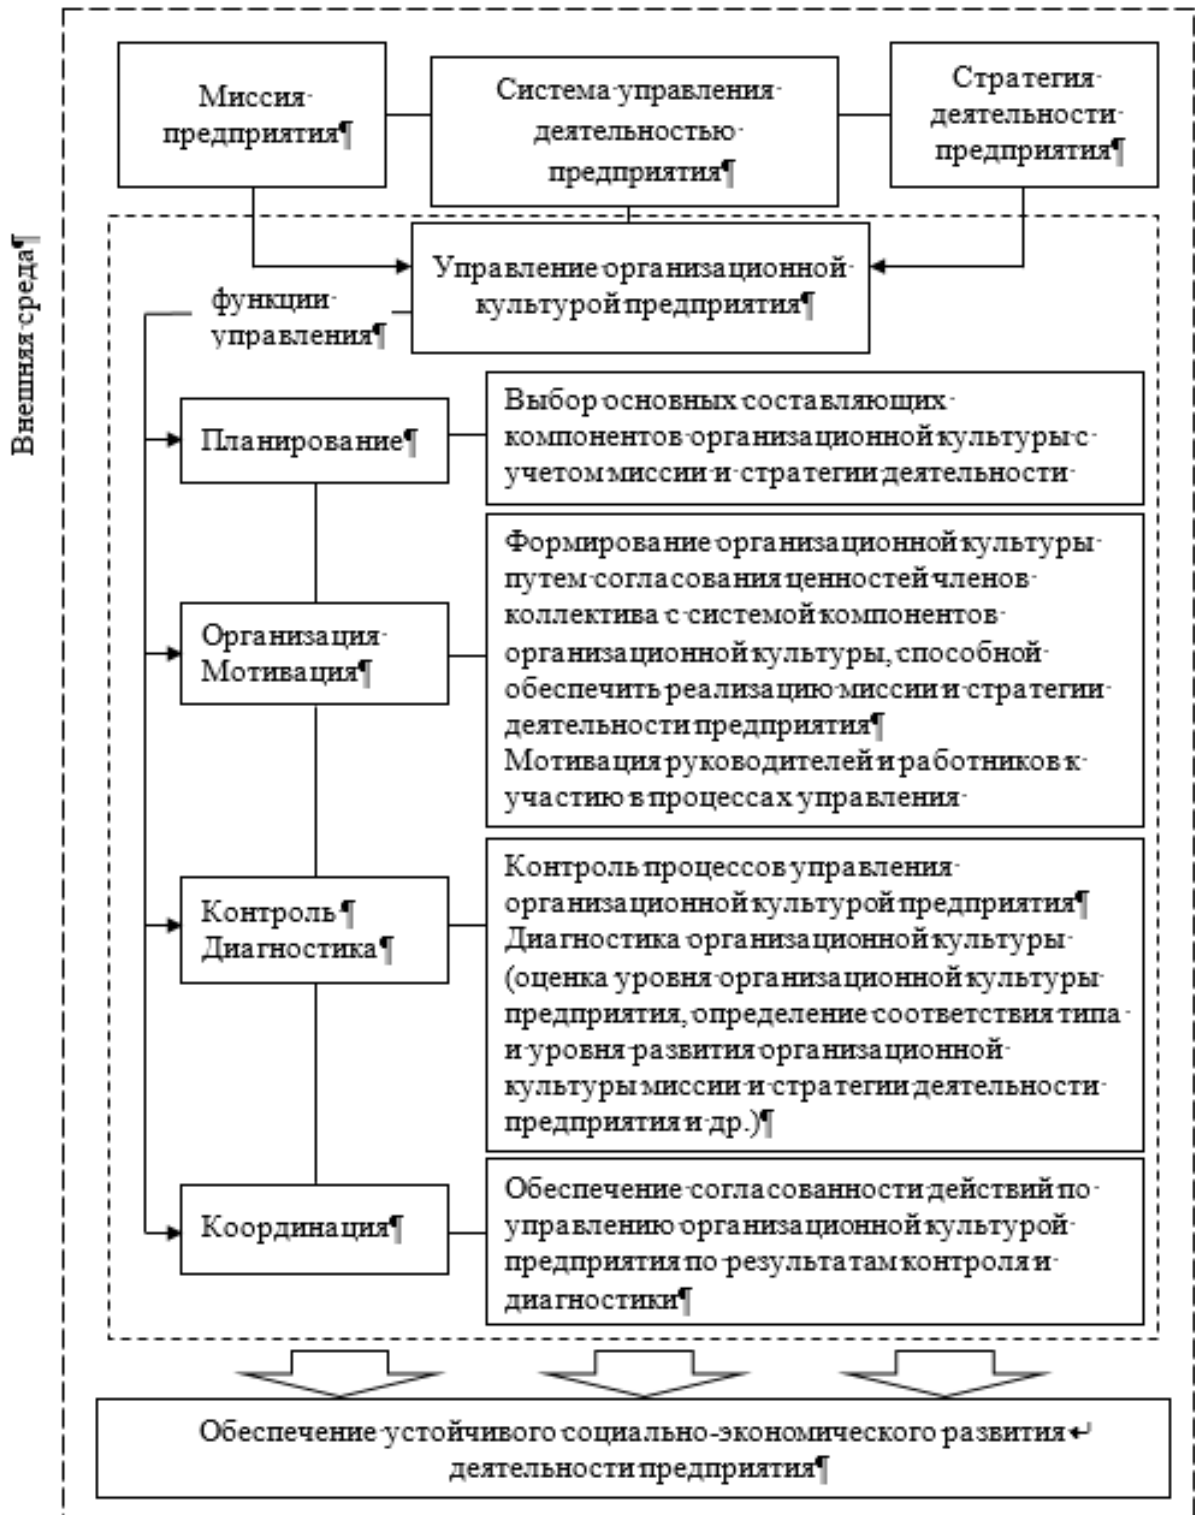 Внешняя среда¶
Миссия·
предприятия¶
Система·управления·
деятельностью·
предприятия¶
Стратегия·
деятельности·
предприятия¶
Управление·организационной·
культурой·предприятия¶
функции·
управления¶
Планирование¶
Выбор·основных·составляющих·
компонентов·организационной·культуры·с·
учетом·миссии·и·стратегии·деятельности·
Организация·
Мотивация¶
Формирование·организационной·культуры·
путем·согласования·ценностей·членов·
коллектива·с·системой·компонентов·
организационной·культуры,·способной·
обеспечить·реализацию·миссии·и·стратегии·
деятельности·предприятия¶
Мотивация·руководителей·и·работников·к·
участию·в·процессах·управления·
Контроль·¶
Диагностика¶
Контроль·процессов·управления·
организационной·культурой·предприятия¶
Диагностика·организационной·культуры·
(оценка·уровня·организационной·культуры·
предприятия,·определение·соответствия·типа·
и·уровня·развития·организационной·
культуры·миссии·и·стратегии·деятельности·
предприятия·и·др.)¶
Координация¶
Обеспечение·согласованности·действий·по·
управлению·организационной·культурой·
предприятия·по·результатам·контроля·и·
диагностики¶
Обеспечение·устойчивого·социально-экономического·развития·↵
деятельности·предприятия¶